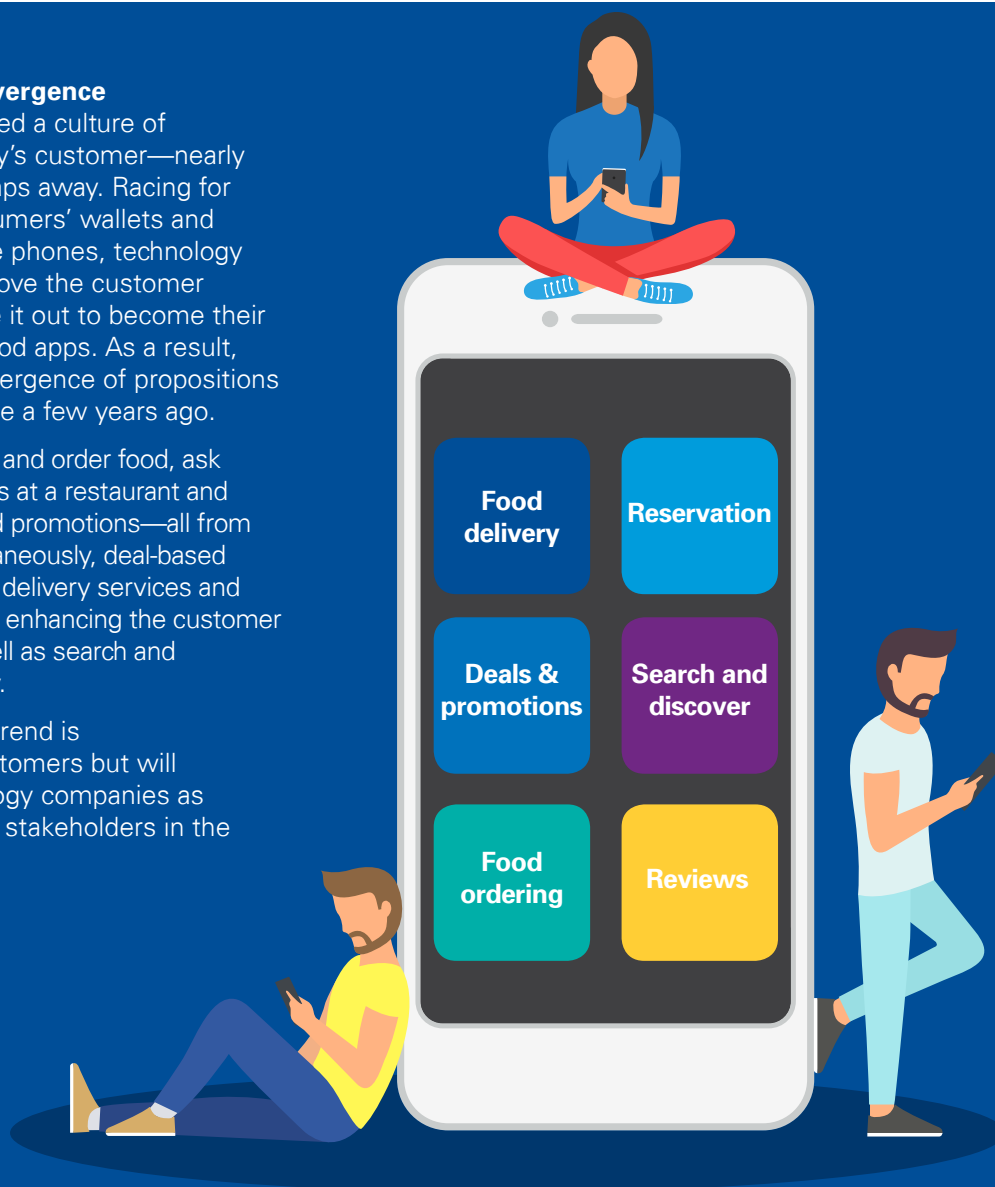 vergence
ed a culture of
y’s customer—nearly
aps away. Racing for
umers’ wallets and
e phones, technology
ove the customer
e it out to become their
od apps. As a result,
ergence of propositions
e a few years ago.
and order food, ask
s at a restaurant and
d promotions—all from
aneously, deal-based
delivery services and
enhancing the customer
ell as search and
.
trend is
tomers but will
ogy companies as
stakeholders in the
Food
delivery
Reservation
Deals &
promotions
Search and
discover
Food
ordering
Reviews